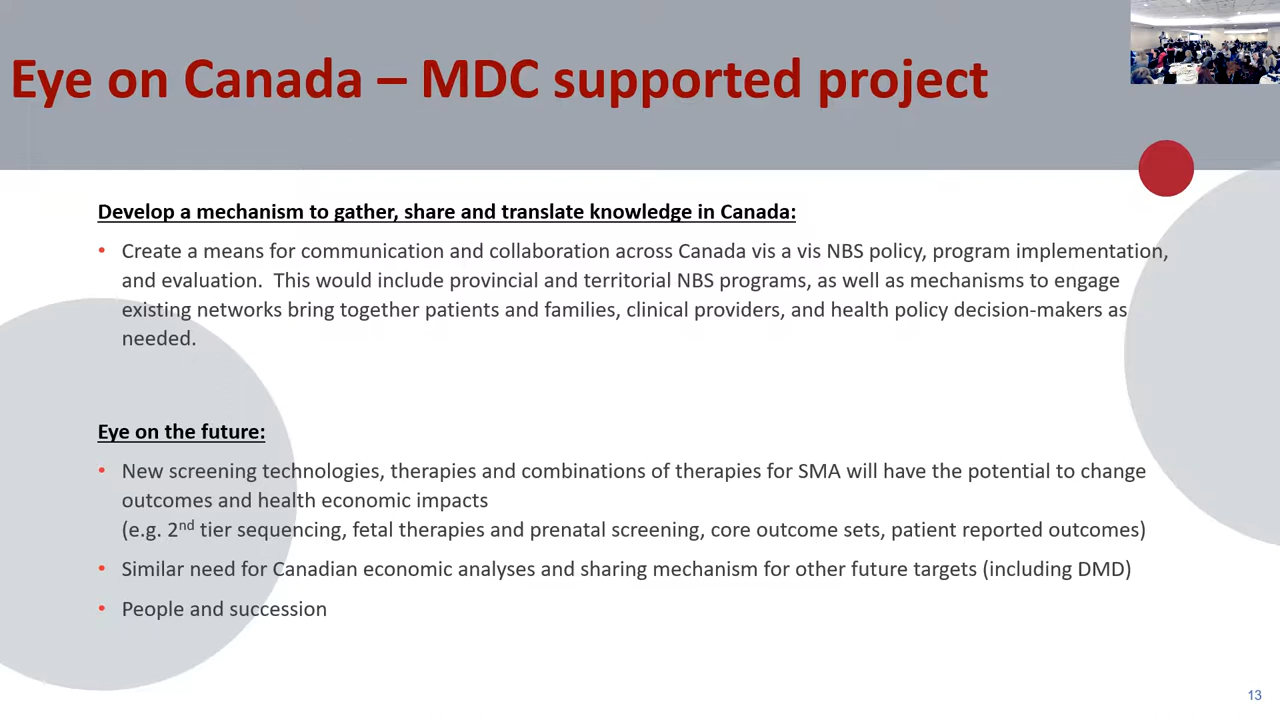 Eye on Canada – MDC supported project
Develop a mechanism to gather, share and translate knowledge in Canada:
• Create a means for communication and collaboration across Canada vis a vis NBS policy, program implementation,
and evaluation.  This would include provincial and territorial NBS programs, as well as mechanisms to engage
existing networks bring together patients and families, clinical providers, and health policy decision-makers as
needed.
Eye on the future:
• New screening technologies, therapies and combinations of therapies for SMA will have the potential to change
outcomes and health economic impacts
(e.g. 2nd tier sequencing, fetal therapies and prenatal screening, core outcome sets, patient reported outcomes)
• Similar need for Canadian economic analyses and sharing mechanism for other future targets (including DMD)
• People and succession
13